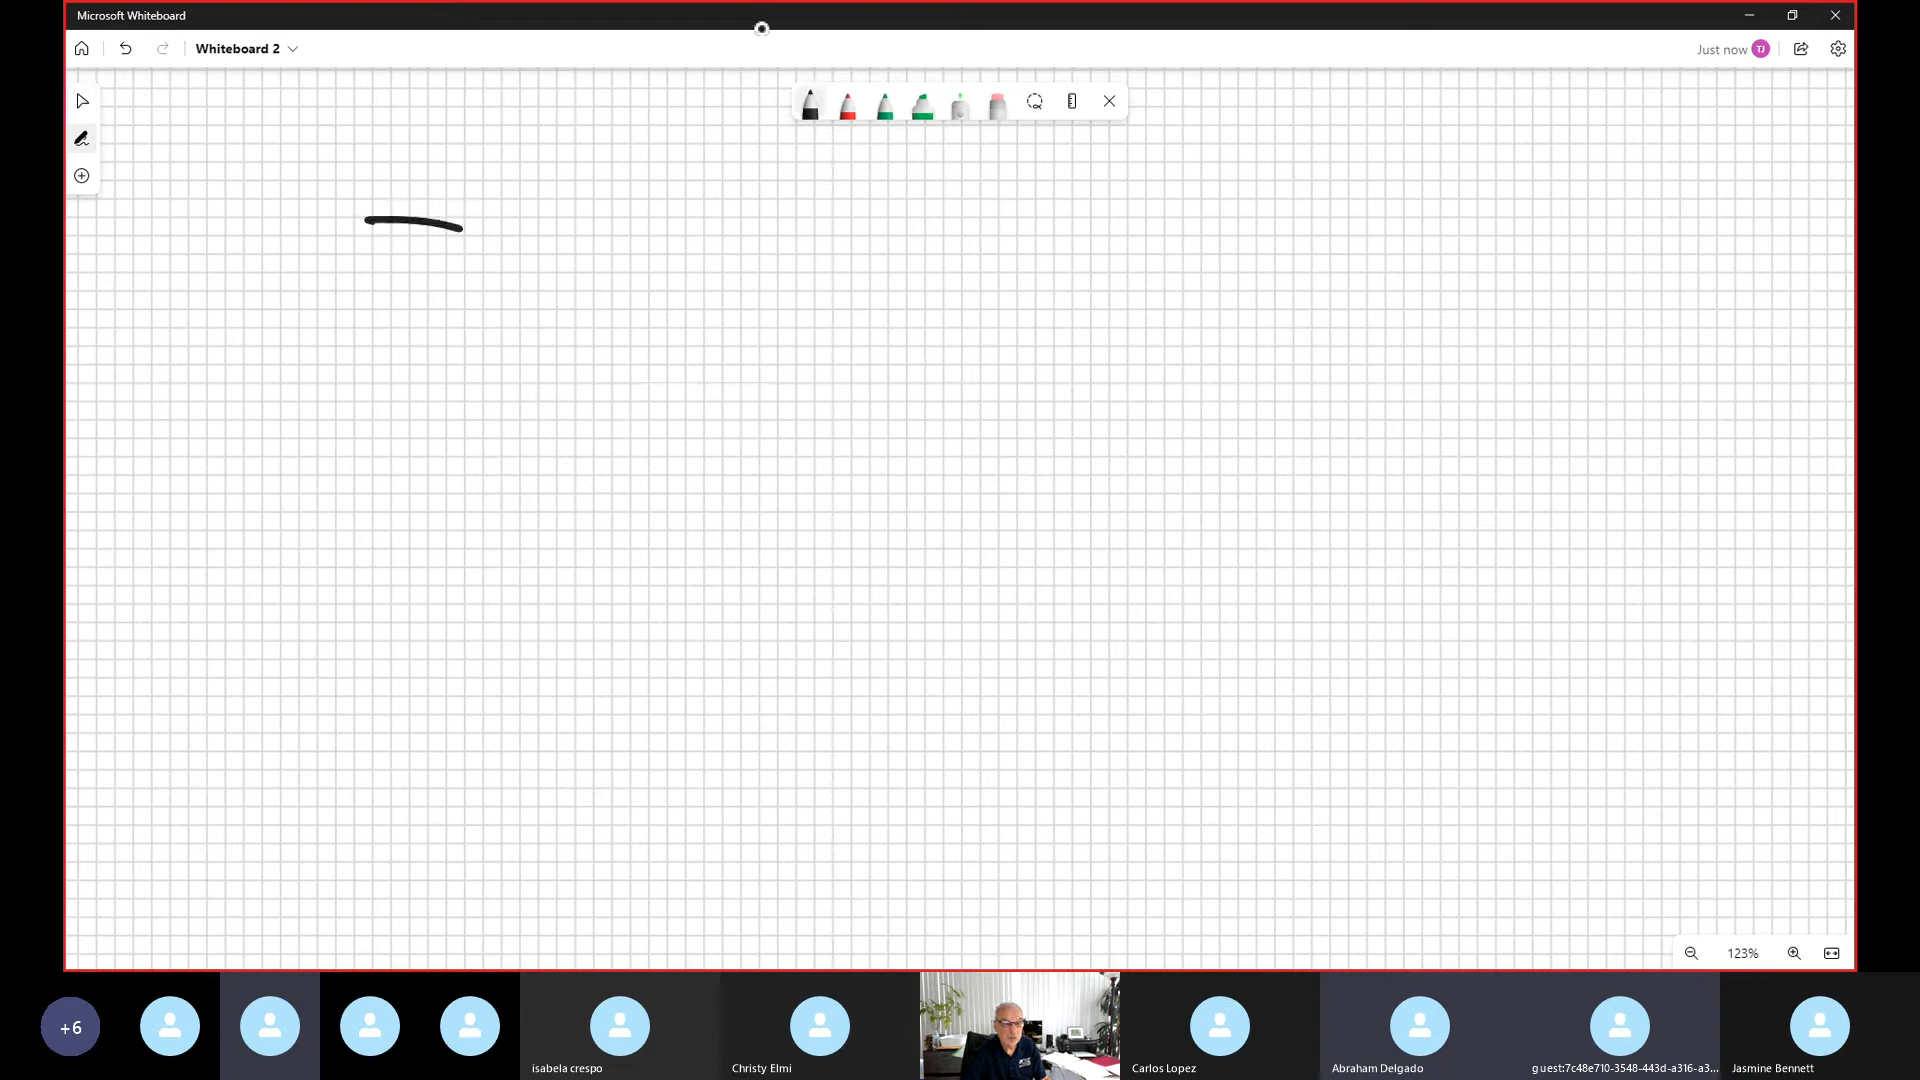 Microsoft Whiteboard
Whiteboard 2
Just now TJ
123%
+6
isabela crespo
Christy Elmi
Carlos Lopez
Abraham Delgado
guest:7c48e710-3548-443d-a316-a3...
Jasmine Bennett